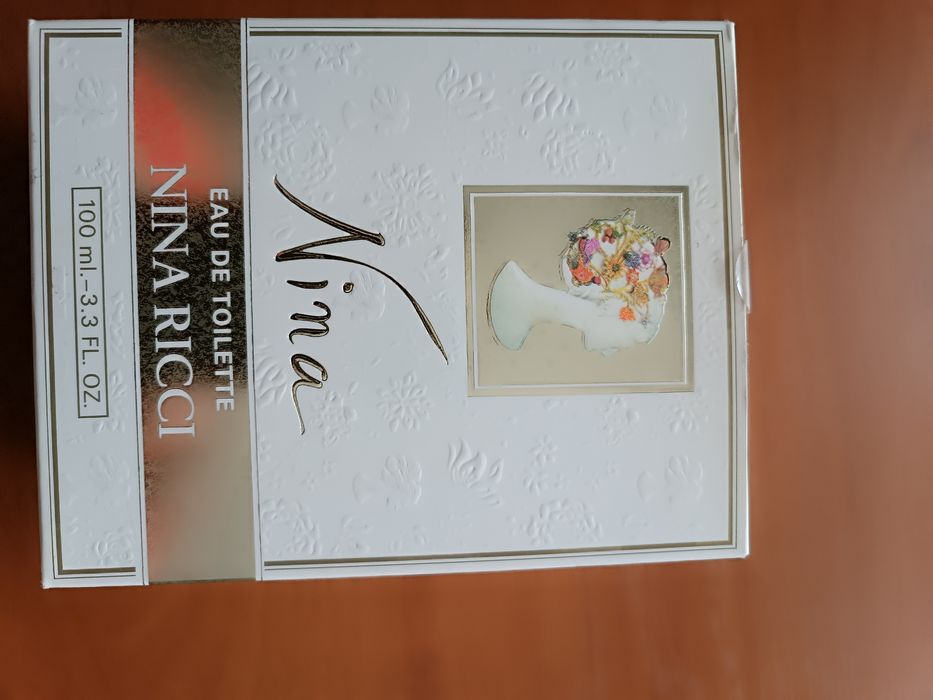 Nina
EAU DE TOILETTE
NINA RICCI
100 ml.-3.3 FL. OZ.